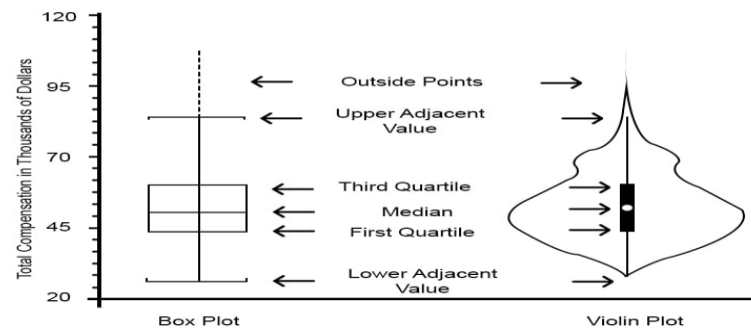 120
Outside Points
95
Upper Adjacent
Value
70
Third Quartile
Median
45
First Quartile
Lower Adjacent
Value
20
Total Compensation in Thousands of Dollars
Box Plot
Violin Plot